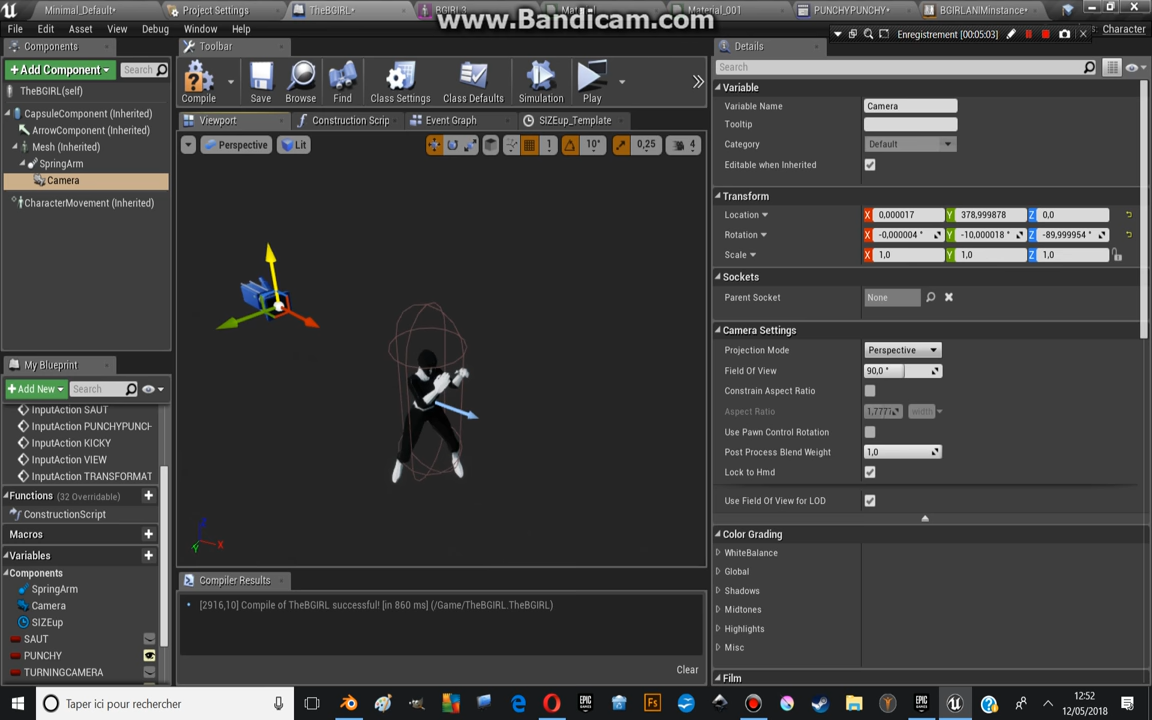 Minimal_Default*
Project Settings
TheBGIRL*
BGIRL3
www.Bandicam.com
Material_001
PUNCHYPUNCHY*
BGIRLANIMinstance*
File Edit Asset View Debug Window Help
Enregistrement [00:05:03]
Character
Components
Toolbar
Details
+Add Component
Search
Search
TheBGIRL(self)
Compile
Save
Browse
Find
Class Settings
Class Defaults
Simulation
Play
CapsuleComponent (Inherited)
ArrowComponent (Inherited)
Mesh (Inherited)
SpringArm
Camera
CharacterMovement (Inherited)
Viewport
Construction Scrip
Event Graph
SIZEup_Template
Perspective
Lit
1
10°
0,25
4
Variable
Variable Name Camera
Tooltip
Category Default
Editable when Inherited
Transform
Location X 0,000017 Y 378,999878 Z 0,0
Rotation X -0,000004 ° Y -10,000018 ° Z -89,999954 °
Scale X 1,0 Y 1,0 Z 1,0
Sockets
Parent Socket None
Camera Settings
Projection Mode Perspective
Field Of View 90,0 °
Constrain Aspect Ratio
Aspect Ratio 1,7777 width
Use Pawn Control Rotation
Post Process Blend Weight 1,0
Lock to Hmd
Use Field Of View for LOD
Color Grading
WhiteBalance
Global
Shadows
Midtones
Highlights
Misc
Film
My Blueprint
+Add New
Search
InputAction SAUT
InputAction PUNCHYPUNCH
InputAction KICKY
InputAction VIEW
InputAction TRANSFORMAT
Functions (32 Overridable)
ConstructionScript
Macros
Variables
Components
SpringArm
Camera
SIZEup
SAUT
PUNCHY
TURNINGCAMERA
X
Y
Compiler Results
[2916,10] Compile of TheBGIRL successful! [in 860 ms] (/Game/TheBGIRL.TheBGIRL)
Clear
Taper ici pour rechercher
12:52
12/05/2018